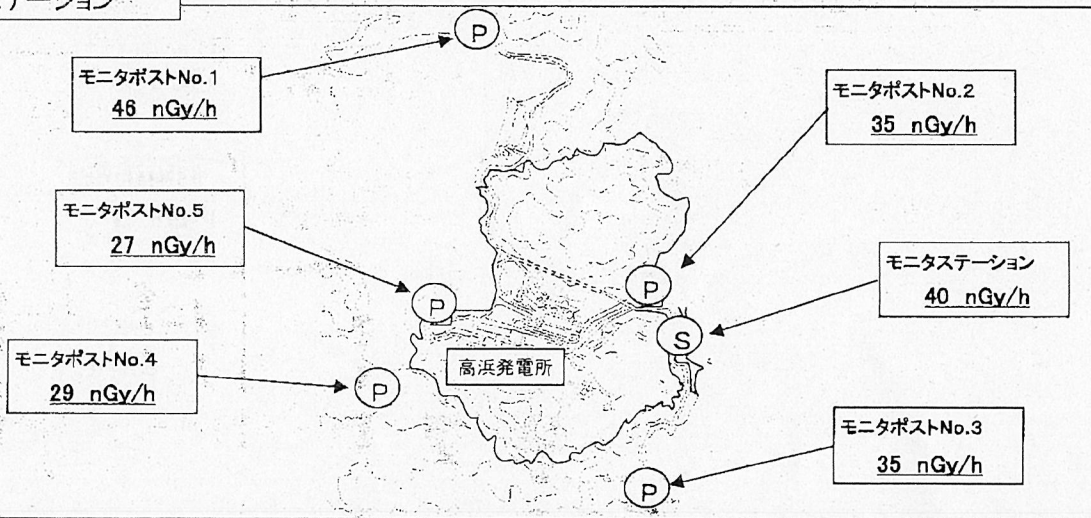 テーション
P
モニタポストNo.1
46 nGy/h
モニタポストNo.2
35 nGy/h
モニタポストNo.5
27 nGy/h
P
P
モニタステーション
40 nGy/h
S
モニタポストNo.4
29 nGy/h
高浜発電所
P
モニタポストNo.3
35 nGy/h
P